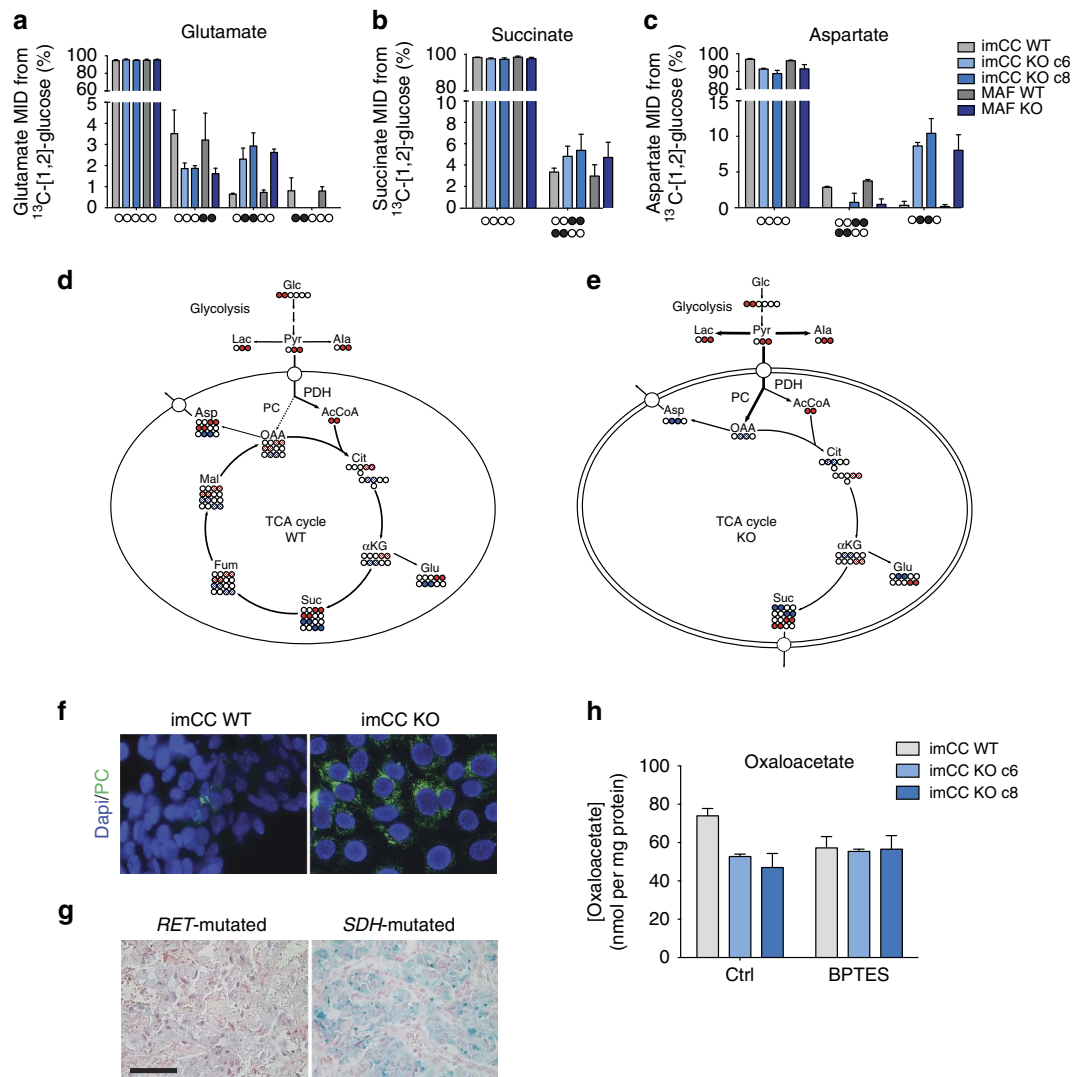 a
Glutamate
Glutamate MID from
13C-[1,2]-glucose (%)
100
80
60
5
4
3
2
1
0
b
Succinate
Succinate MID from
13C-[1,2]-glucose (%)
100
80
8
6
4
2
0
c
Aspartate
Aspartate MID from
13C-[1,2]-glucose (%)
100
90
15
10
5
0
imCC WT
imCC KO c6
imCC KO c8
MAF WT
MAF KO
d
Glc
Glycolysis
Lac
Pyr
Ala
PDH
PC
Asp
AcCoA
OAA
Cit
Mal
TCA cycle
WT
αKG
Fum
Glu
Suc
e
Glc
Glycolysis
Lac
Pyr
Ala
PDH
PC
Asp
AcCoA
OAA
Cit
TCA cycle
KO
αKG
Glu
Suc
f
imCC WT
imCC KO
Dapi/PC
g
RET-mutated
SDH-mutated
h
Oxaloacetate
[Oxaloacetate]
(nmol per mg protein)
100
80
60
40
20
0
Ctrl
BPTES
imCC WT
imCC KO c6
imCC KO c8